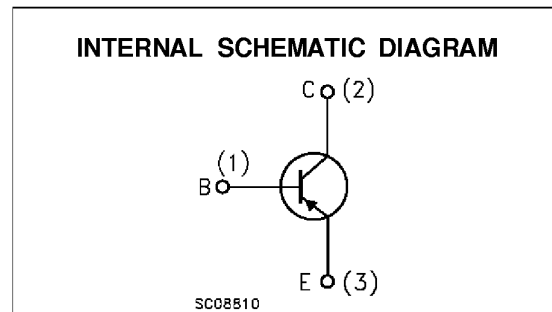 INTERNAL SCHEMATIC DIAGRAM
C (2)
(1)
B
E (3)
SC08810